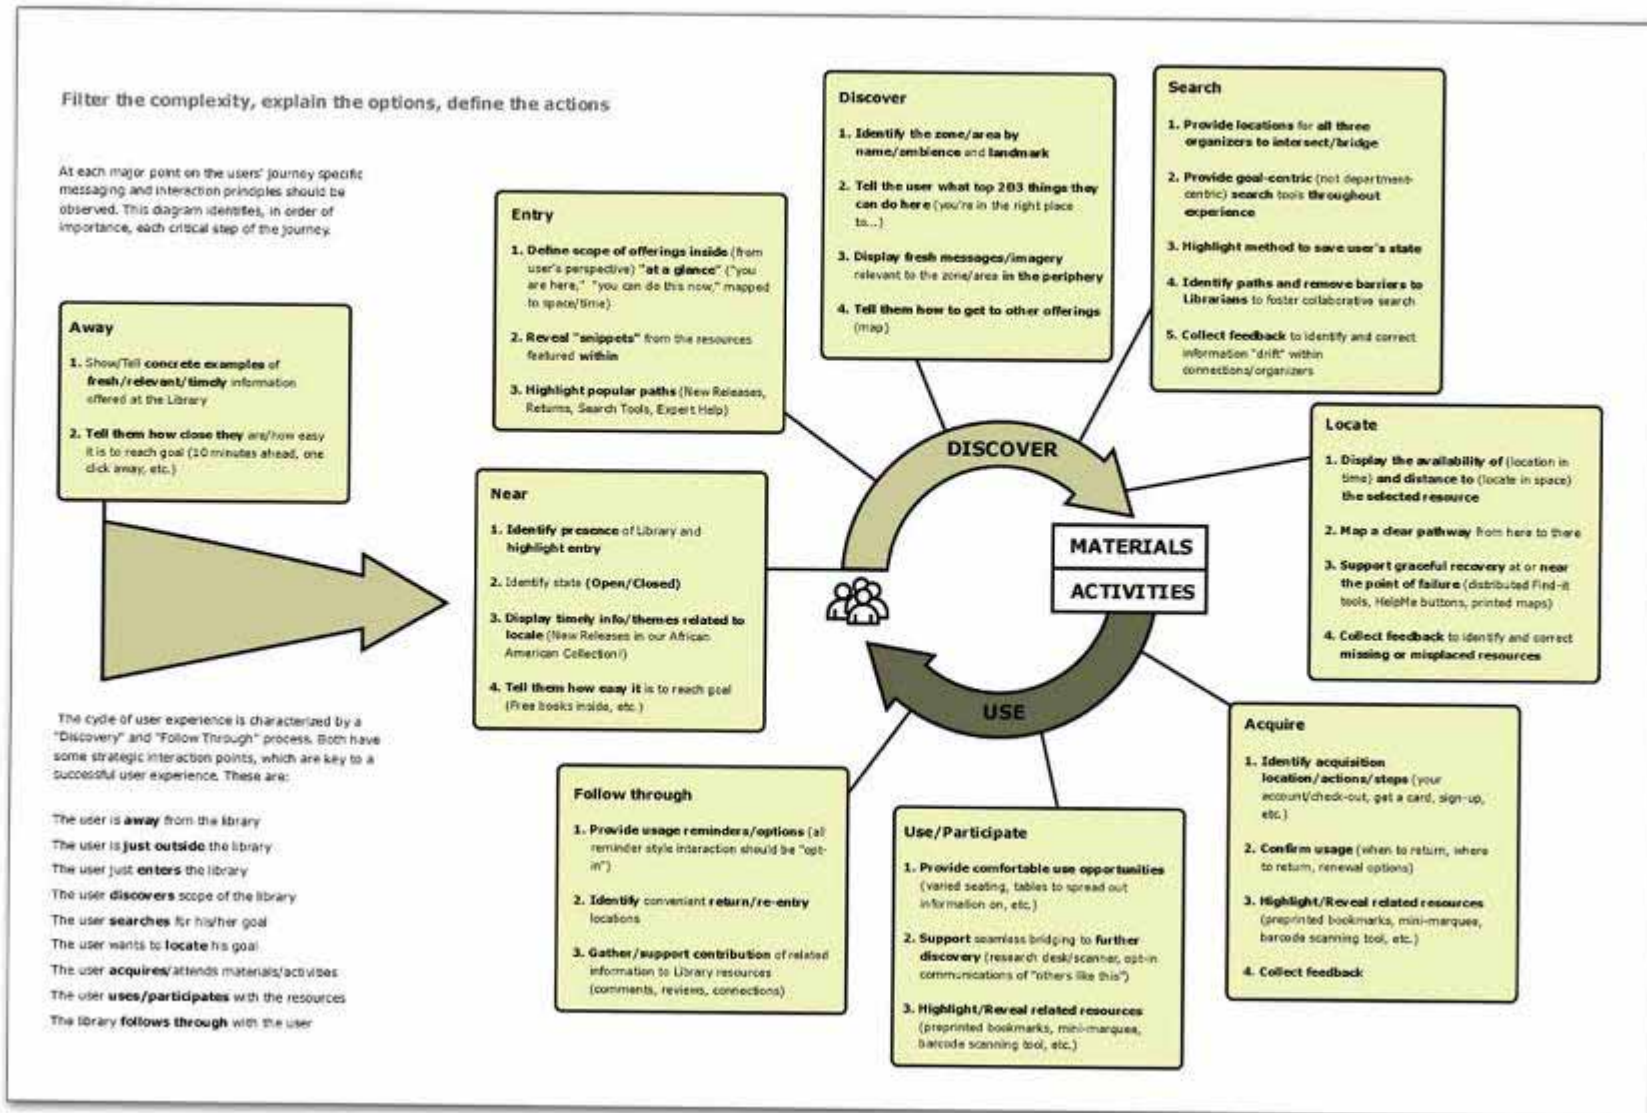 Filter the complexity, explain the options, define the actions
At each major point on the users' journey specific
messaging and interaction principles should be
observed. This diagram identifies, in order of
importance, each critical step of the journey.
Away
1. Show/Tell concrete examples of
fresh/relevant/timely information
offered at the Library
2. Tell them how close they are/how easy
it is to reach goal (10 minutes ahead, one
click away, etc.)
Entry
1. Define scope of offerings inside (from
user's perspective) "at a glance" ("you
are here," "you can do this now," mapped
to space/time)
2. Reveal "snippets" from the resources
featured within
3. Highlight popular paths (New Releases,
Returns, Search Tools, Expert Help)
Near
1. Identify presence of Library and
highlight entry
2. Identify state (Open/Closed)
3. Display timely info/themes related to
locale (New Releases in our African
American Collection!)
4. Tell them how easy it is to reach goal
(Free books inside, etc.)
Discover
1. Identify the zone/area by
name/ambience and landmark
2. Tell the user what top 203 things they
can do here (you're in the right place
to...)
3. Display fresh messages/imagery
relevant to the zone/area in the periphery
4. Tell them how to get to other offerings
(map)
Search
1. Provide locations for all three
organizers to intersect/bridge
2. Provide goal-centric (not department-
centric) search tools throughout
experience
3. Highlight method to save user's state
4. Identify paths and remove barriers to
Librarians to foster collaborative search
5. Collect feedback to identify and correct
information "drift" within
connections/organizers
Locate
1. Display the availability of (location in
time) and distance to (locate in space)
the selected resource
2. Map a clear pathway from here to there
3. Support graceful recovery at or near
the point of failure (distributed Find-it
tools, HelpMe buttons, printed maps)
4. Collect feedback to identify and correct
missing or misplaced resources
DISCOVER
MATERIALS
ACTIVITIES
USE
Acquire
1. Identify acquisition
location/actions/steps (your
account/check-out, get a card, sign-up,
etc.)
2. Confirm usage (when to return, where
to return, renewal options)
3. Highlight/Reveal related resources
(preprinted bookmarks, mini-marquee,
barcode scanning tool, etc.)
4. Collect feedback
Use/Participate
1. Provide comfortable use opportunities
(varied seating, tables to spread out
information on, etc.)
2. Support seamless bridging to further
discovery (research desk/scanner, opt-in
communications of "others like this")
3. Highlight/Reveal related resources
(preprinted bookmarks, mini-marquee,
barcode scanning tool, etc.)
Follow through
1. Provide usage reminders/options (all
reminder style interaction should be "opt-
in")
2. Identify convenient return/re-entry
locations
3. Gather/support contribution of related
information to Library resources
(comments, reviews, connections)
The cycle of user experience is characterized by a
"Discovery" and "Follow Through" process. Both have
some strategic interaction points, which are key to a
successful user experience. These are:
The user is away from the library
The user is just outside the library
The user just enters the library
The user discovers scope of the library
The user searches for his/her goal
The user wants to locate his goal
The user acquires/attends materials/activities
The user uses/participates with the resources
The library follows through with the user